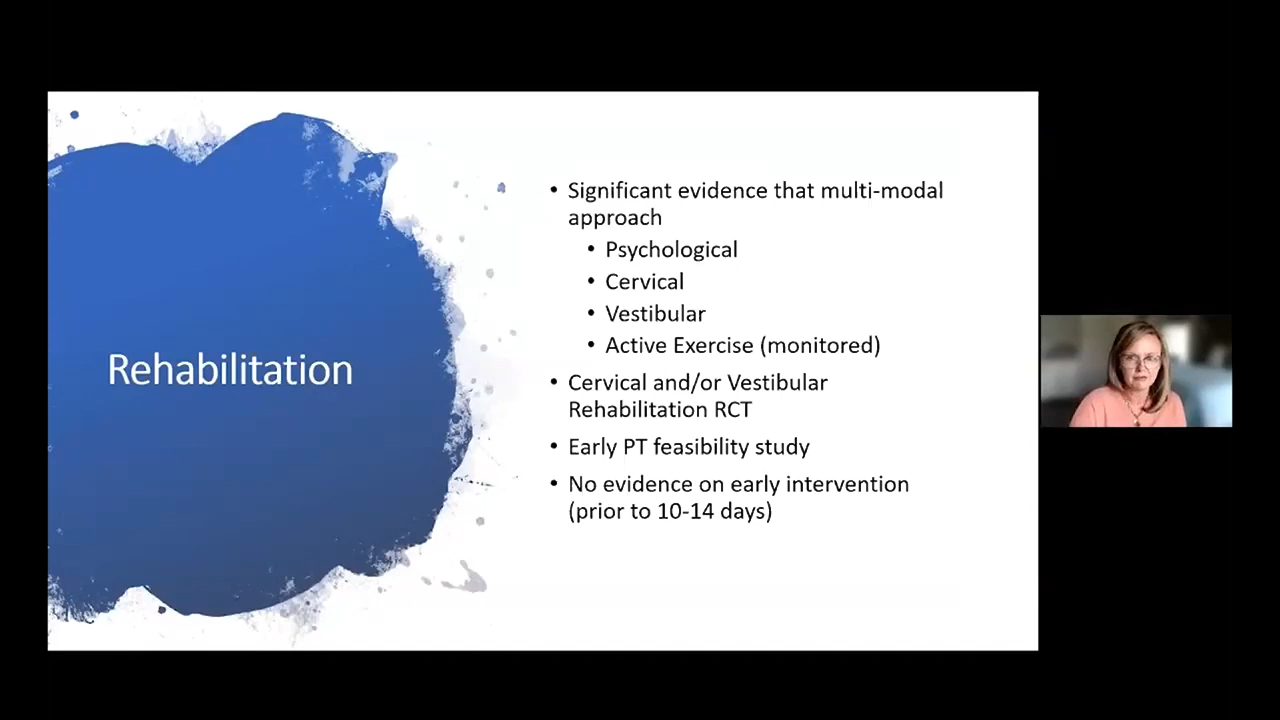 Rehabilitation
• Significant evidence that multi-modal
approach
• Psychological
• Cervical
• Vestibular
• Active Exercise (monitored)
• Cervical and/or Vestibular
Rehabilitation RCT
• Early PT feasibility study
• No evidence on early intervention
(prior to 10-14 days)